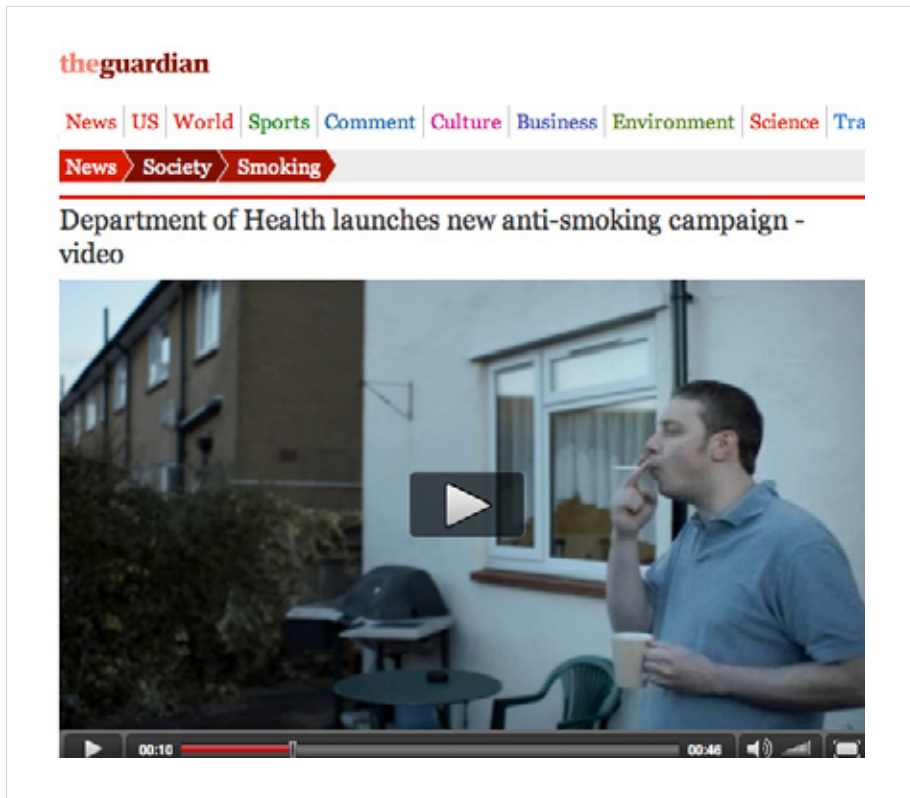 theguardian
News US World Sports Comment Culture Business Environment Science Tra
News Society Smoking
Department of Health launches new anti-smoking campaign -
video
00:10 00:46